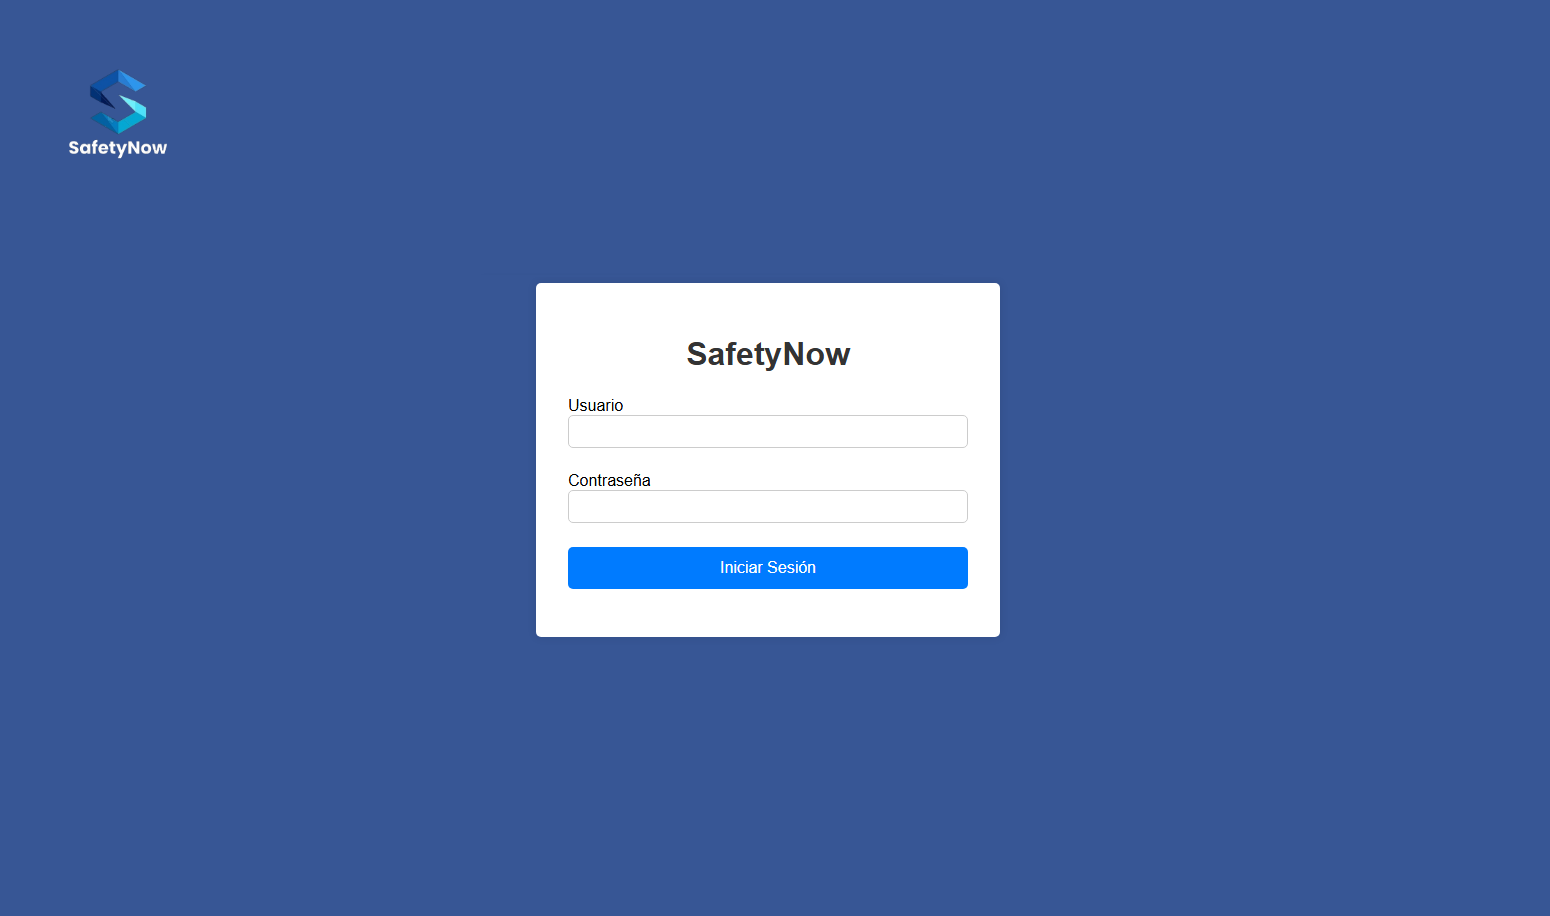 SafetyNow
SafetyNow
Usuario
Contraseña
Iniciar Sesión